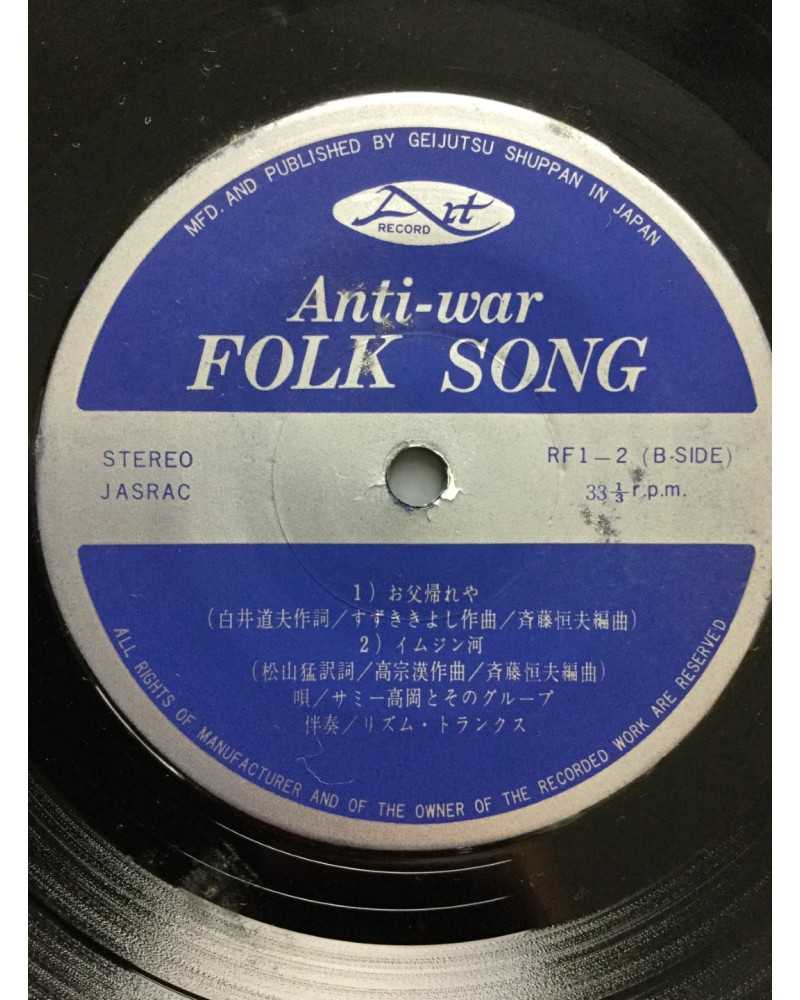 MFD. AND PUBLISHED BY GEIJUTSU SHUPPAN IN JAPAN
Art
RECORD
Anti-war
FOLK SONG
STEREO
JASRAC
RF1-2 (B-SIDE)
33⅓ r.p.m.
1) お父帰れや
(白井道夫作詞/すずききよし作曲/斉藤恒夫編曲)
2) イムジン河
(松山猛訳詞/高宗漢作曲/斉藤恒夫編曲)
唄/サミー高岡とそのグループ
伴奏/リズム・トランクス
ALL RIGHTS OF MANUFACTURER AND OF THE OWNER OF THE RECORDED WORK ARE RESERVED